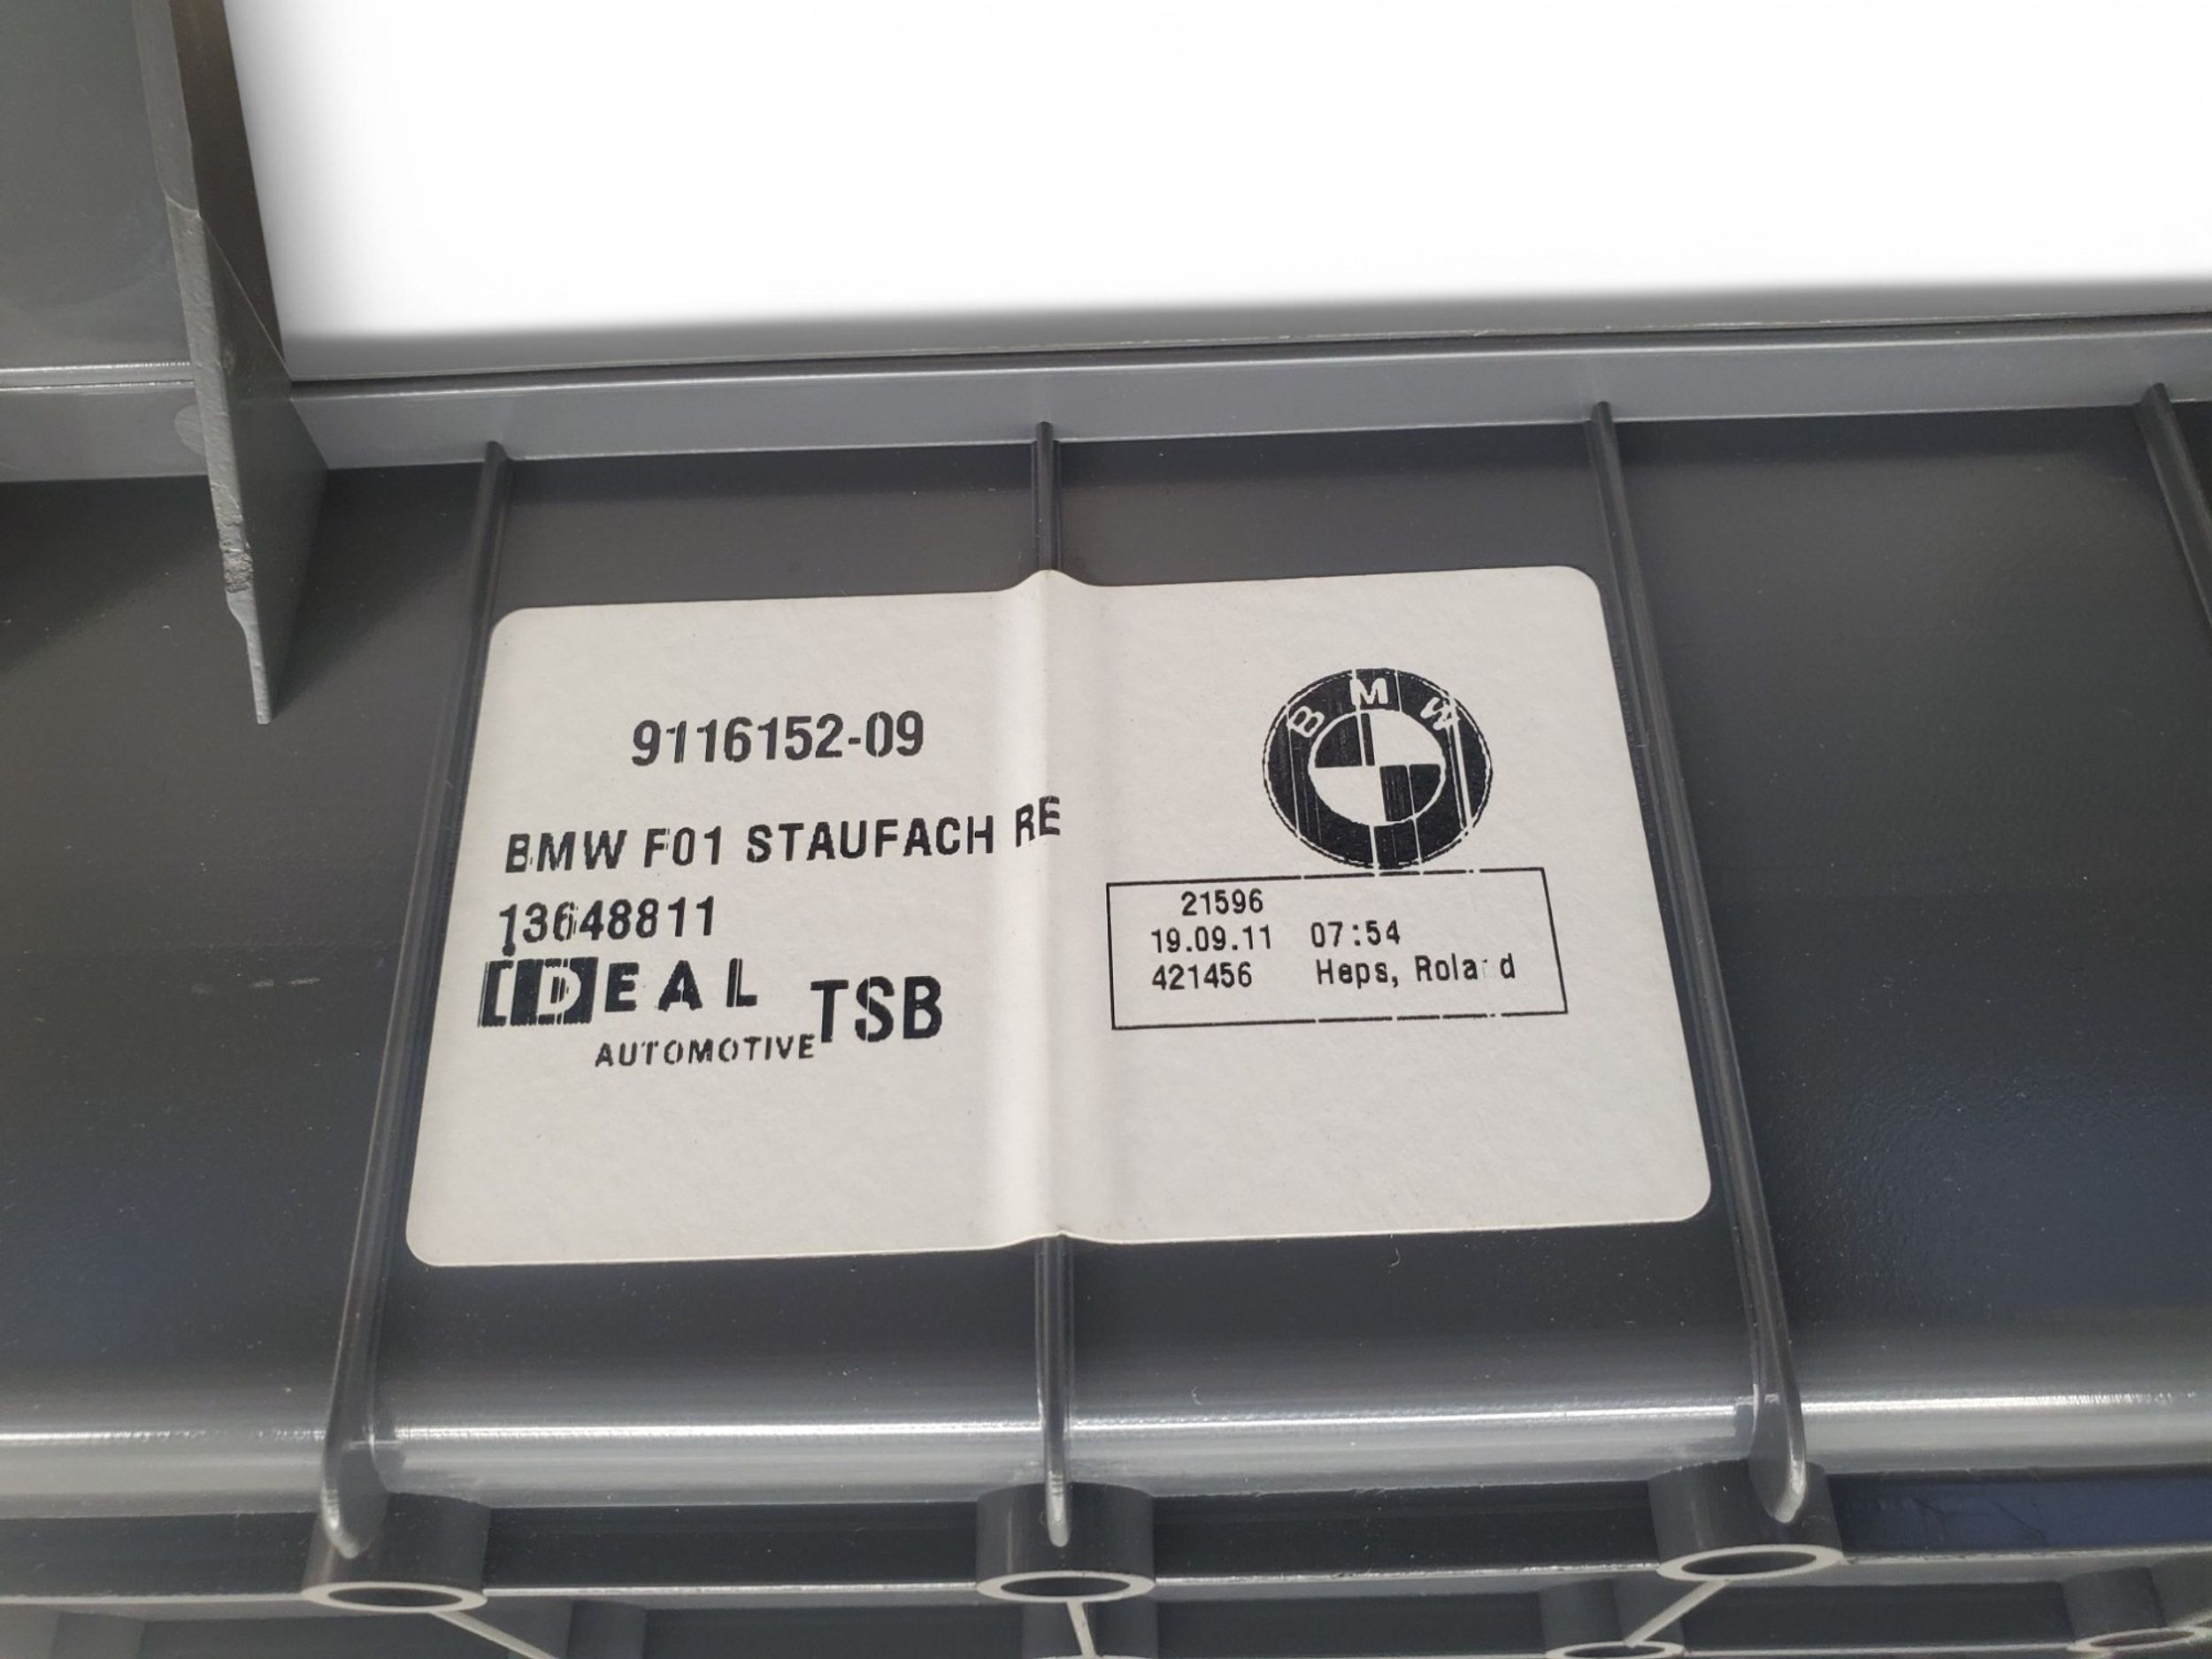 9116152-09
BMW F01 STAUFACH RE
13648811
IDEAL TSB
AUTOMOTIVE
BMW
21596
19.09.11 07:54
421456 Heps,